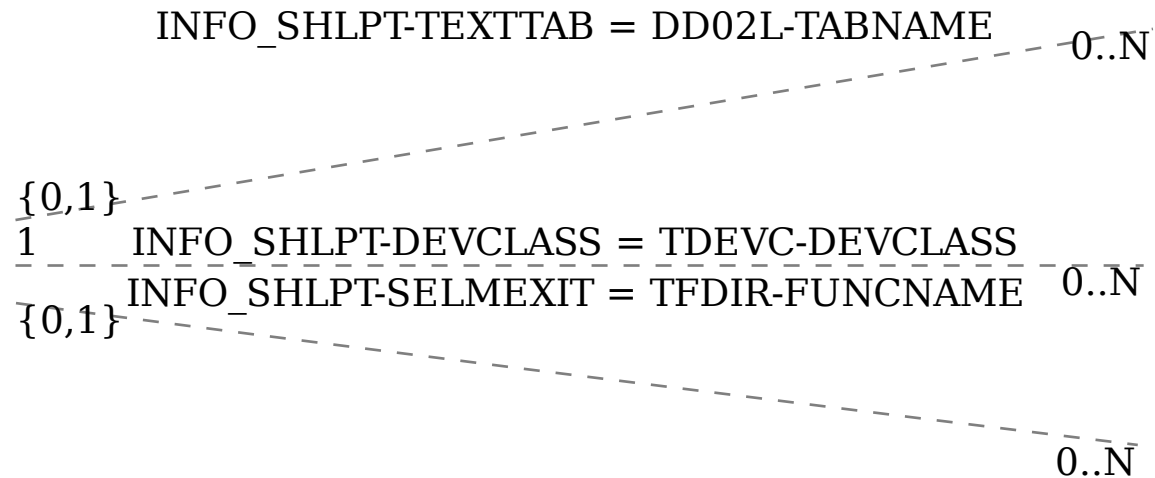 INFO_SHLPT-TEXTTAB = DD02L-TABNAME
0..N
{0,1}
1 INFO_SHLPT-DEVCLASS = TDEVC-DEVCLASS
0..N
INFO_SHLPT-SELMEXIT = TFDIR-FUNCNAME
{0,1}
0..N